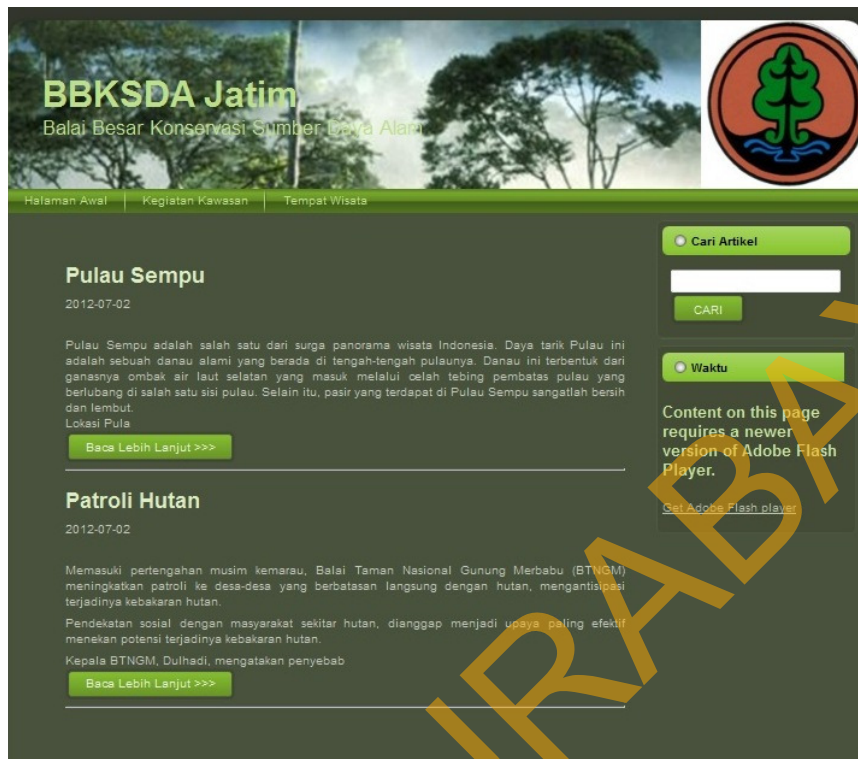 BBKSDA Jatim
Balai Besar Konservasi Sumber Daya Alam
Halaman Awal
Kegiatan Kawasan
Tempat Wisata
Pulau Sempu
2012-07-02
Pulau Sempu adalah salah satu dari surga panorama wisata Indonesia. Daya tarik Pulau ini
adalah sebuah danau alami yang berada di tengah-tengah pulaunya. Danau ini terbentuk dari
ganasnya ombak air laut selatan yang masuk melalui celah tebing pembatas pulau yang
berlubang di salah satu sisi pulau. Selain itu, pasir yang terdapat di Pulau Sempu sangatlah bersih
dan lembut.
Lokasi Pula
Baca Lebih Lanjut >>>
Patroli Hutan
2012-07-02
Memasuki pertengahan musim kemarau, Balai Taman Nasional Gunung Merbabu (BTNGM)
meningkatkan patroli ke desa-desa yang berbatasan langsung dengan hutan, mengantisipasi
terjadinya kebakaran hutan.
Pendekatan sosial dengan masyarakat sekitar hutan, dianggap menjadi upaya paling efektif
menekan potensi terjadinya kebakaran hutan.
Kepala BTNGM, Dulhadi, mengatakan penyebab
Baca Lebih Lanjut >>>
Cari Artikel
CARI
Waktu
Content on this page
requires a newer
version of Adobe Flash
Player.
Get Adobe Flash player
IRABA